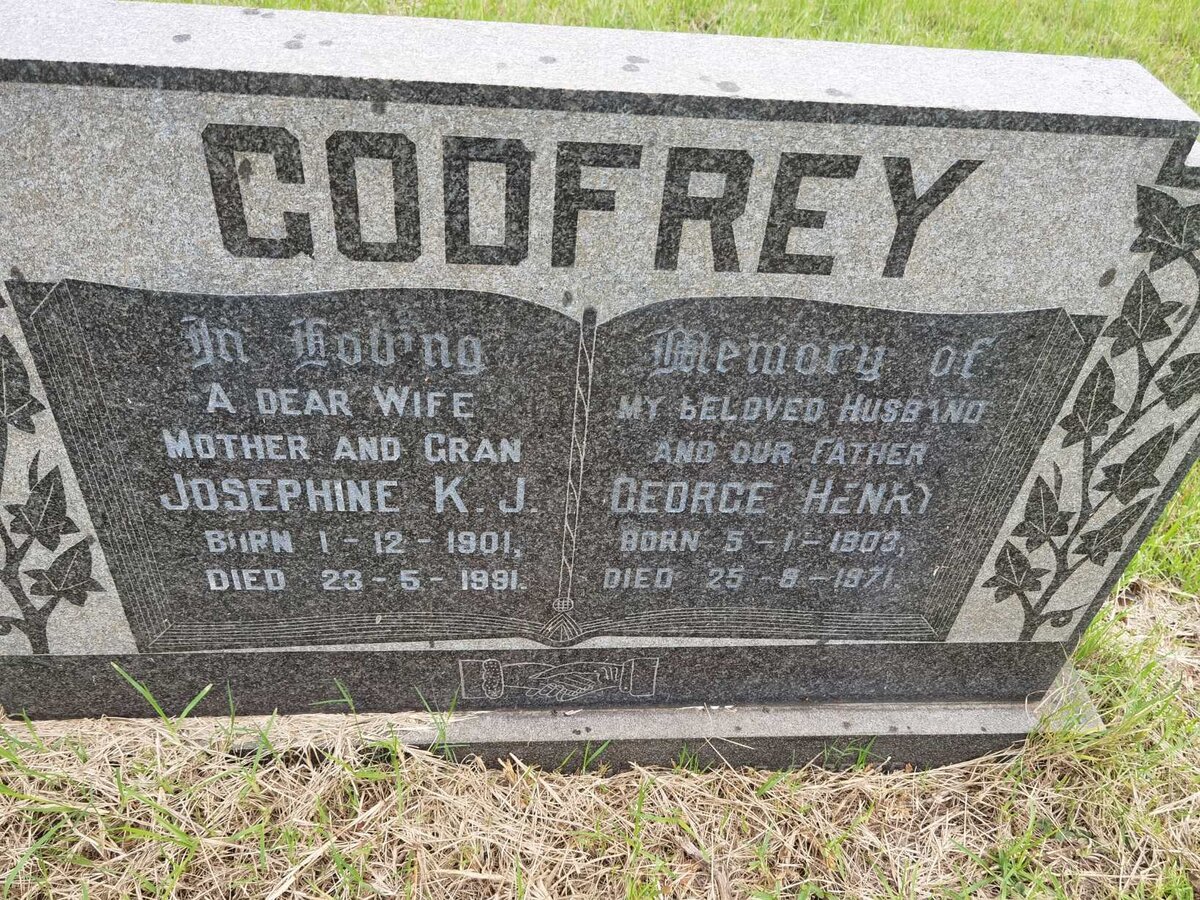 GODFREY
In Loving
A DEAR WIFE
MOTHER AND GRAN
JOSEPHINE K. J.
BORN 1-12-1901,
DIED 23-5-1991.
Memory of
MY BELOVED HUSBAND
AND OUR FATHER
GEORGE HENRY
BORN 5-1-1903,
DIED 25-8-1971.